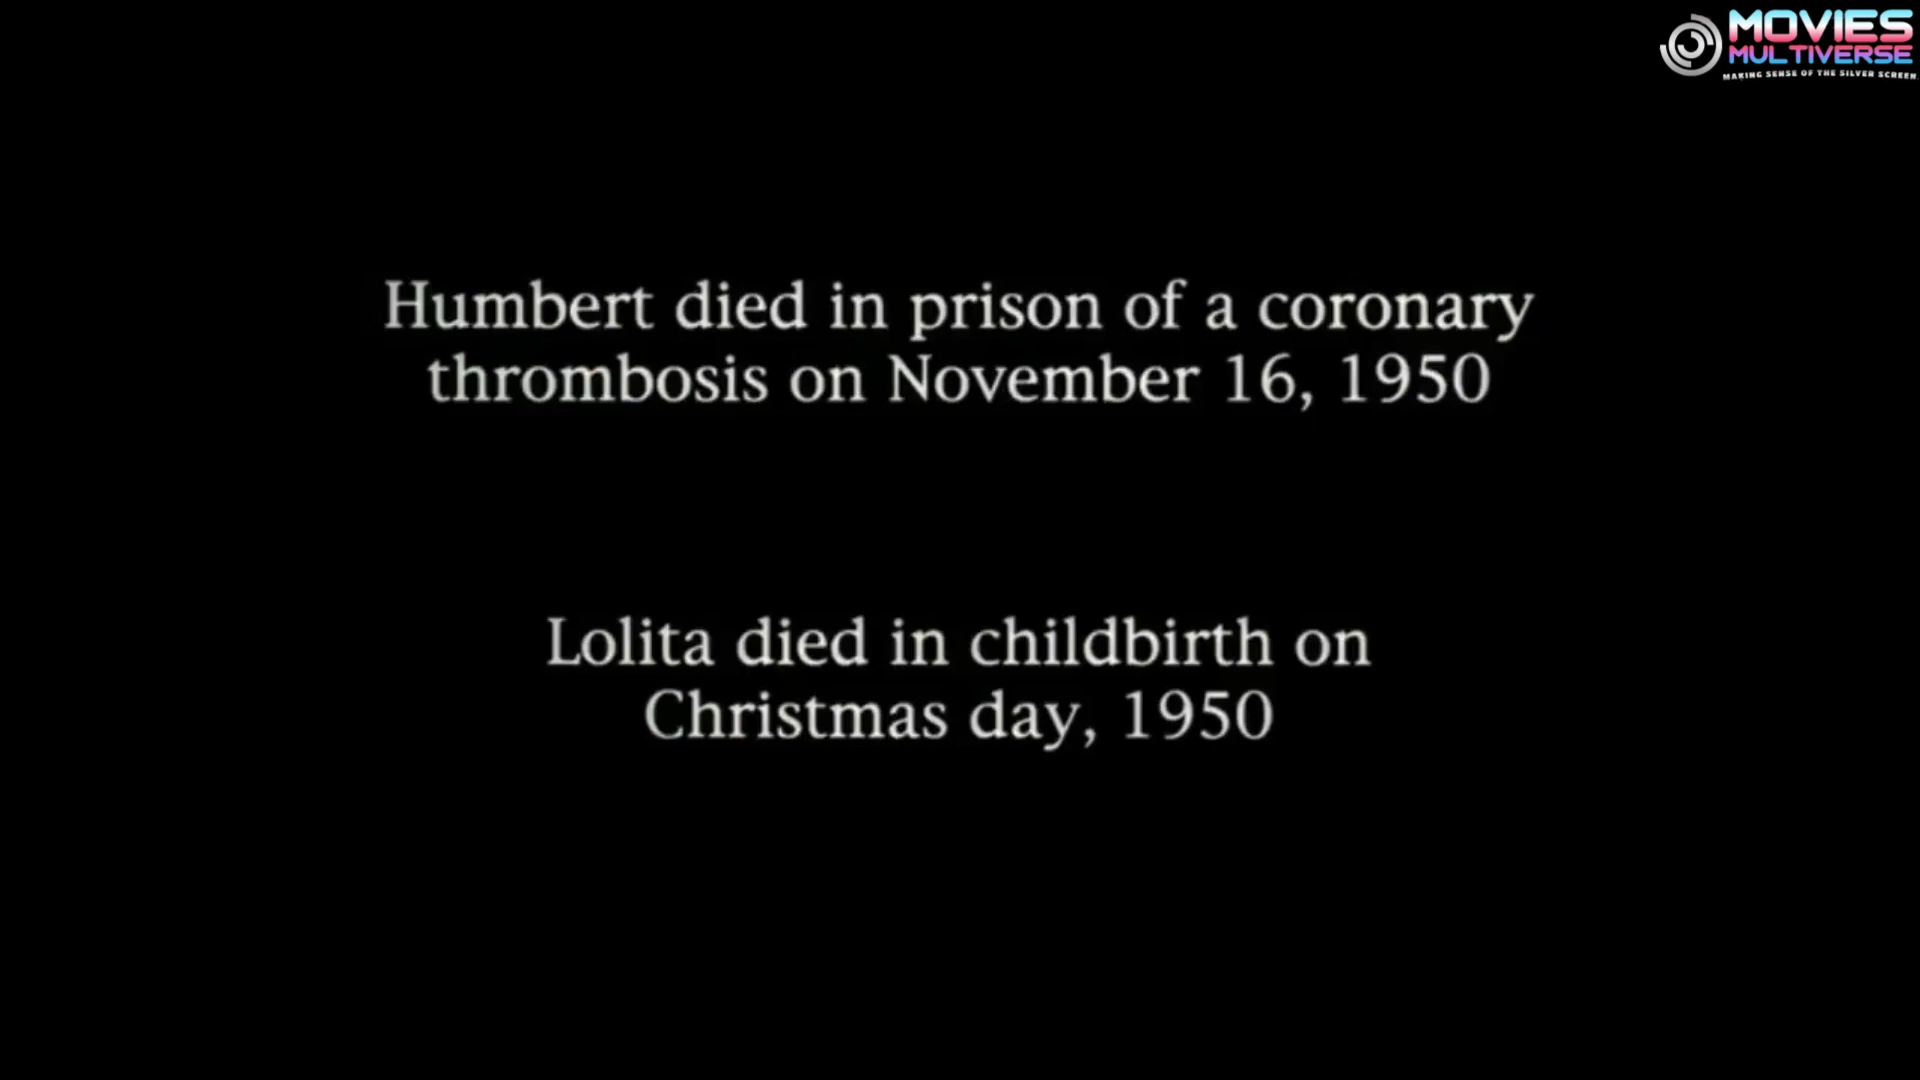 MOVIES
MULTIVERSE
MAKING SENSE OF THE SILVER SCREEN
Humbert died in prison of a coronary
thrombosis on November 16, 1950
Lolita died in childbirth on
Christmas day, 1950